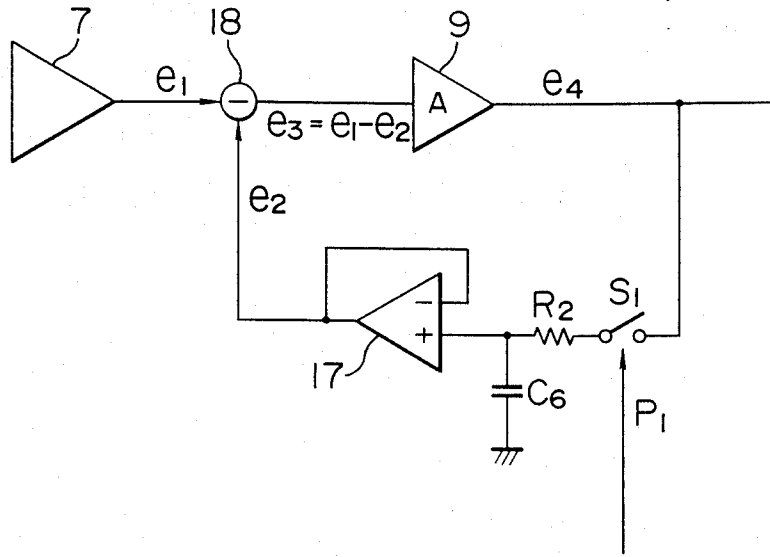 7
18
9
e₁
A
e₄
e₃ = e₁-e₂
e₂
−
+
17
R₂
S₁
C₆
P₁